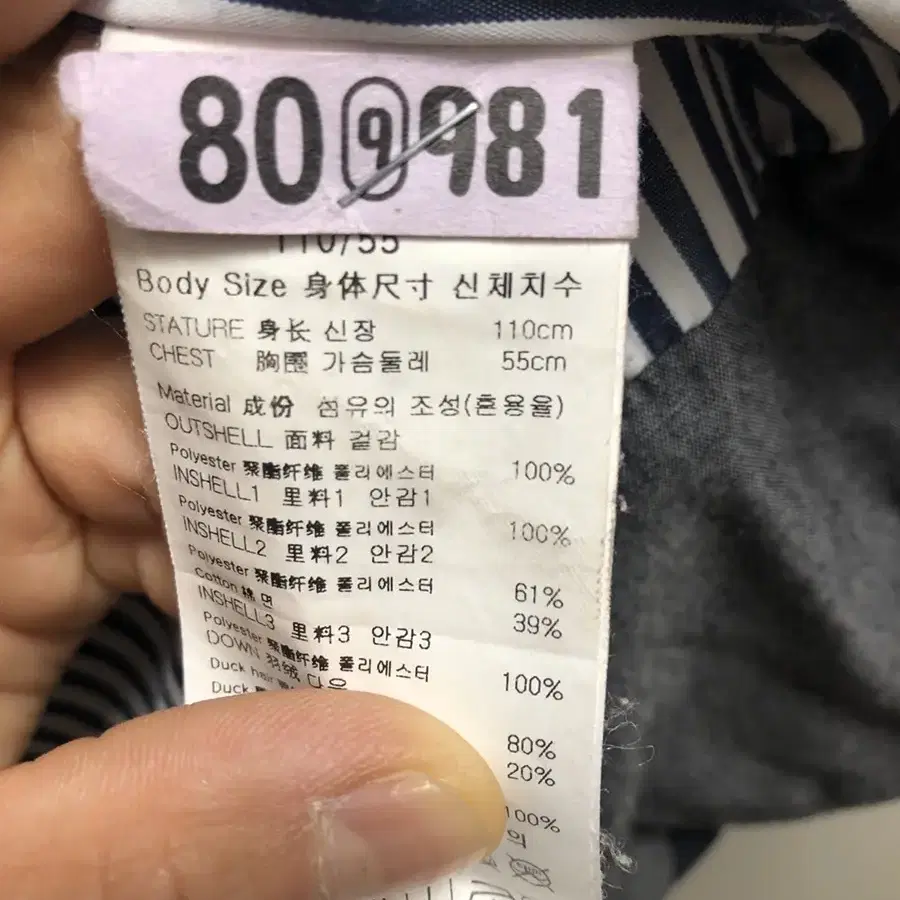 80 9 981
110/55
Body Size 身体尺寸 신체치수
STATURE 身长 신장 110cm
CHEST 胸圈 가슴둘레 55cm
Material 成份 섬유의 조성(혼용율)
OUTSHELL 面料 겉감
Polyester 聚酯纤维 폴리에스터 100%
INSHELL1 里料1 안감1
Polyester 聚酯纤维 폴리에스터 100%
INSHELL2 里料2 안감2
Polyester 聚酯纤维 폴리에스터 61%
Cotton 棉 면 39%
INSHELL3 里料3 안감3
Polyester 聚酯纤维 폴리에스터 100%
DOWN 羽绒 다운
Duck hair 80%
Duck 20%
100%
의